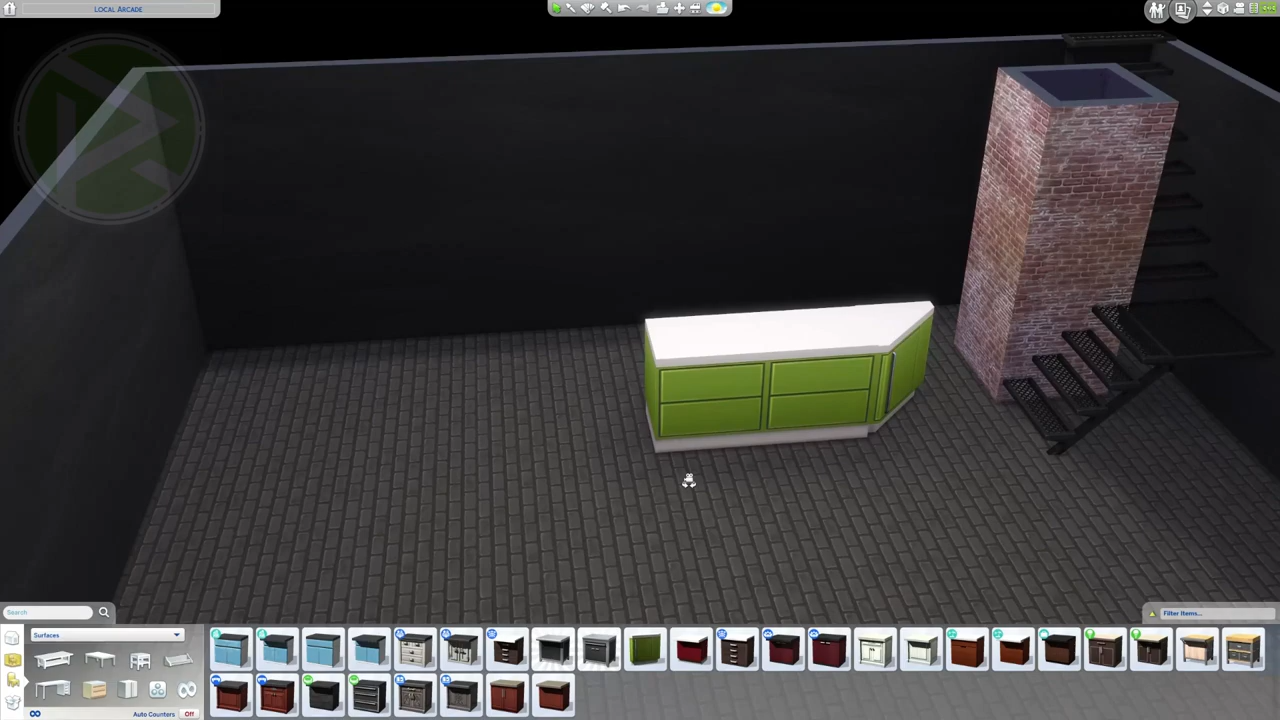 LOCAL ARCADE
Search
Filter Items...
Surfaces
Auto Counters
Off